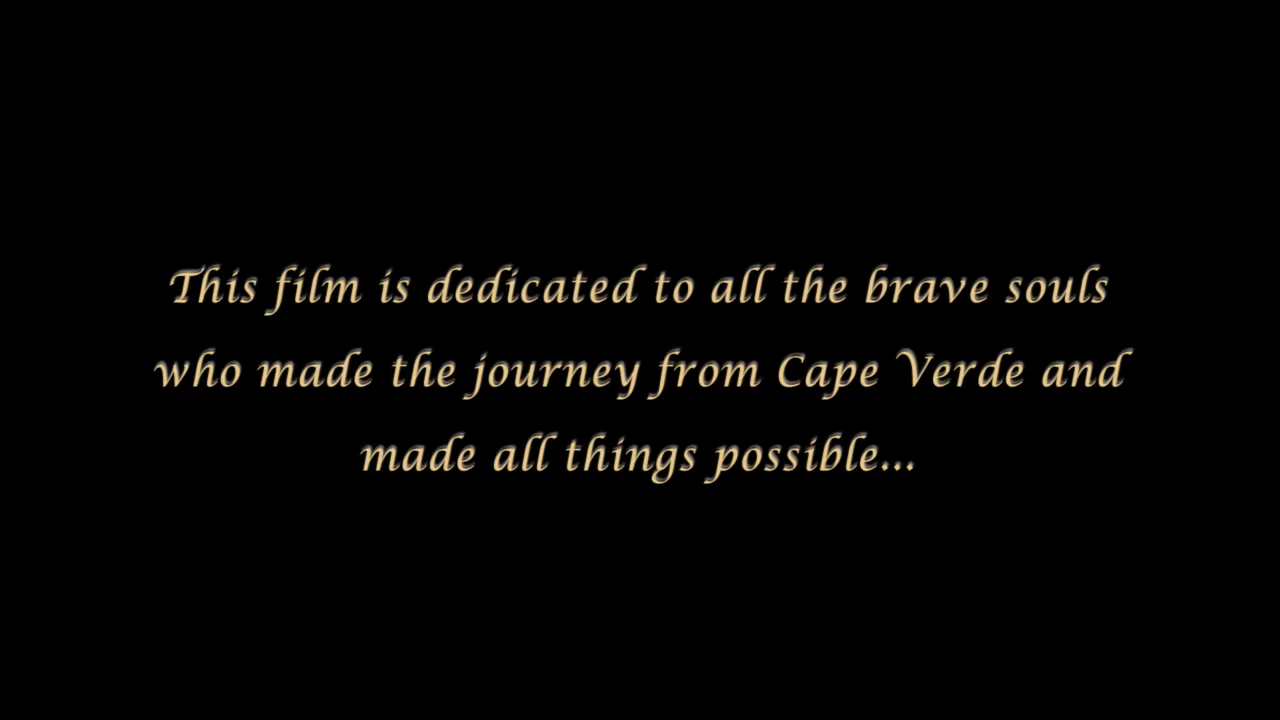 This film is dedicated to all the brave souls
who made the journey from Cape Verde and
made all things possible...